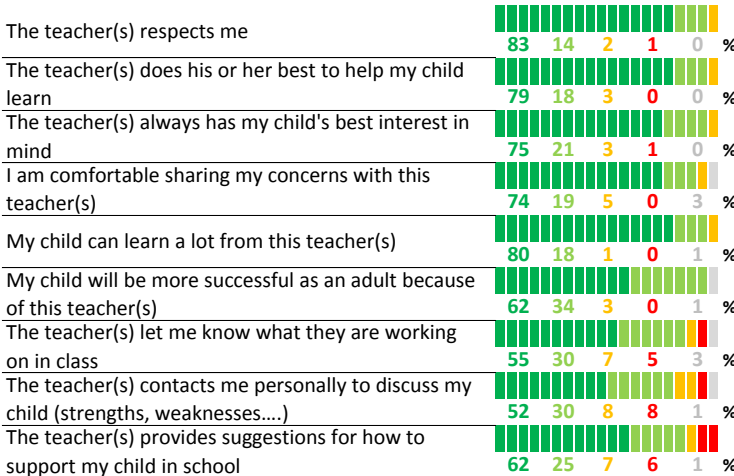 The teacher(s) respects me
83 14 2 1 0 %
The teacher(s) does his or her best to help my child
learn
79 18 3 0 0 %
The teacher(s) always has my child's best interest in
mind
75 21 3 1 0 %
I am comfortable sharing my concerns with this
teacher(s)
74 19 5 0 3 %
My child can learn a lot from this teacher(s)
80 18 1 0 1 %
My child will be more successful as an adult because
of this teacher(s)
62 34 3 0 1 %
The teacher(s) let me know what they are working
on in class
55 30 7 5 3 %
The teacher(s) contacts me personally to discuss my
child (strengths, weaknesses....)
52 30 8 8 1 %
The teacher(s) provides suggestions for how to
support my child in school
62 25 7 6 1 %